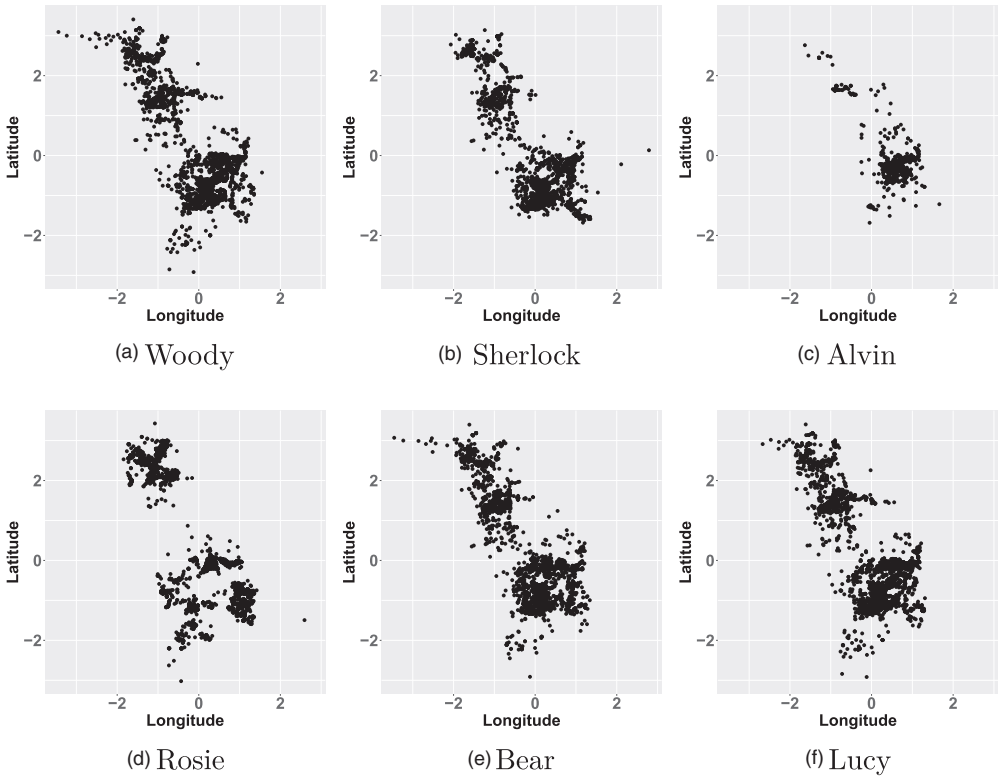 Latitude
2
0
−2
−2 0 2
Longitude
(a) Woody
Latitude
2
0
−2
−2 0 2
Longitude
(b) Sherlock
Latitude
2
0
−2
−2 0 2
Longitude
(c) Alvin
Latitude
2
0
−2
−2 0 2
Longitude
(d) Rosie
Latitude
2
0
−2
−2 0 2
Longitude
(e) Bear
Latitude
2
0
−2
−2 0 2
Longitude
(f) Lucy